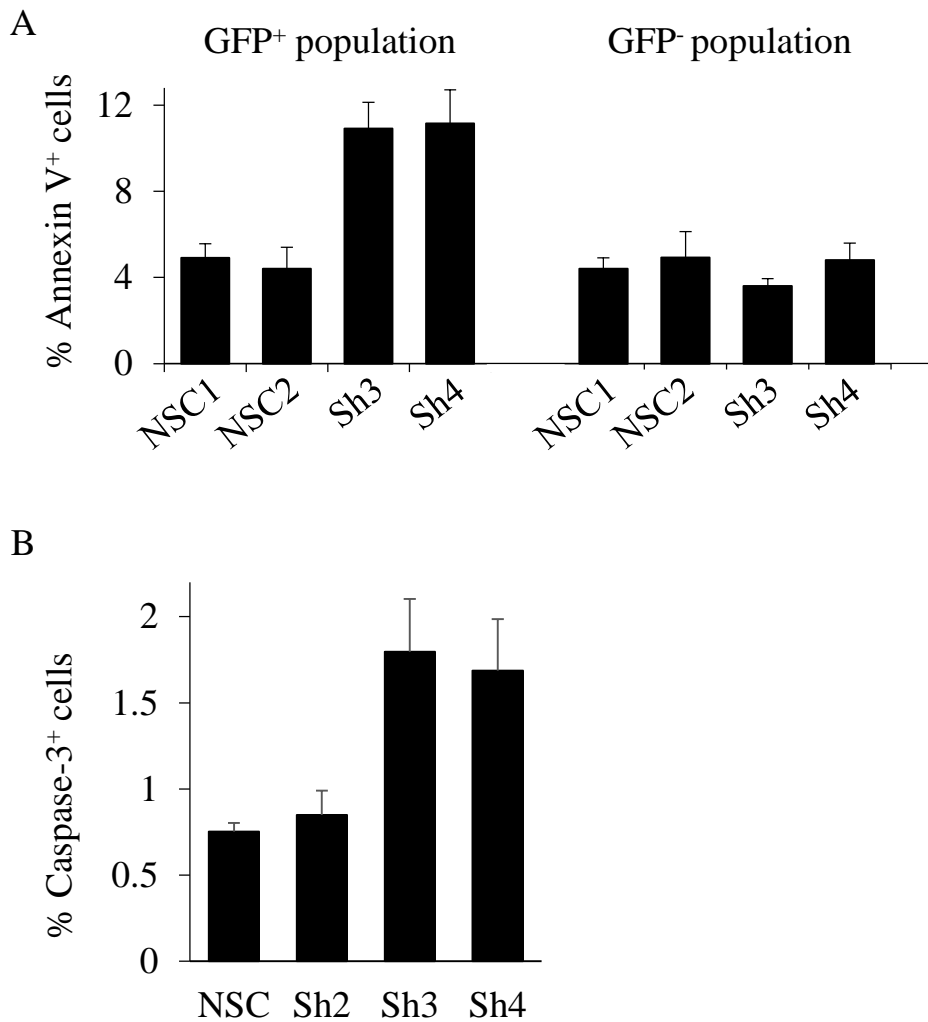 A
GFP⁺ population
GFP⁻ population
% Annexin V⁺ cells
12
8
4
0
NSC1
NSC2
Sh3
Sh4
NSC1
NSC2
Sh3
Sh4
B
% Caspase-3⁺ cells
2
1.5
1
0.5
0
NSC
Sh2
Sh3
Sh4